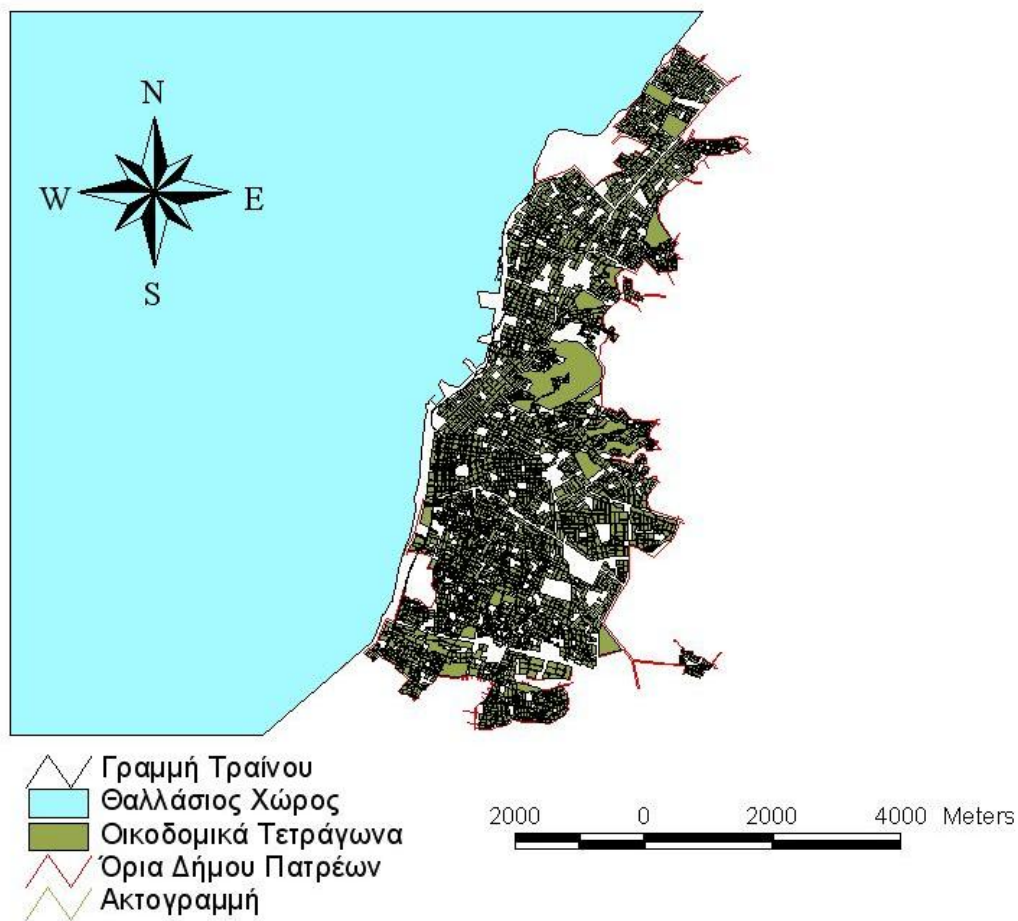 N
W E
S
Γραμμή Τραίνου
Θαλλάσιος Χώρος
Οικοδομικά Τετράγωνα
Όρια Δήμου Πατρέων
Ακτογραμμή
2000 0 2000 4000 Meters